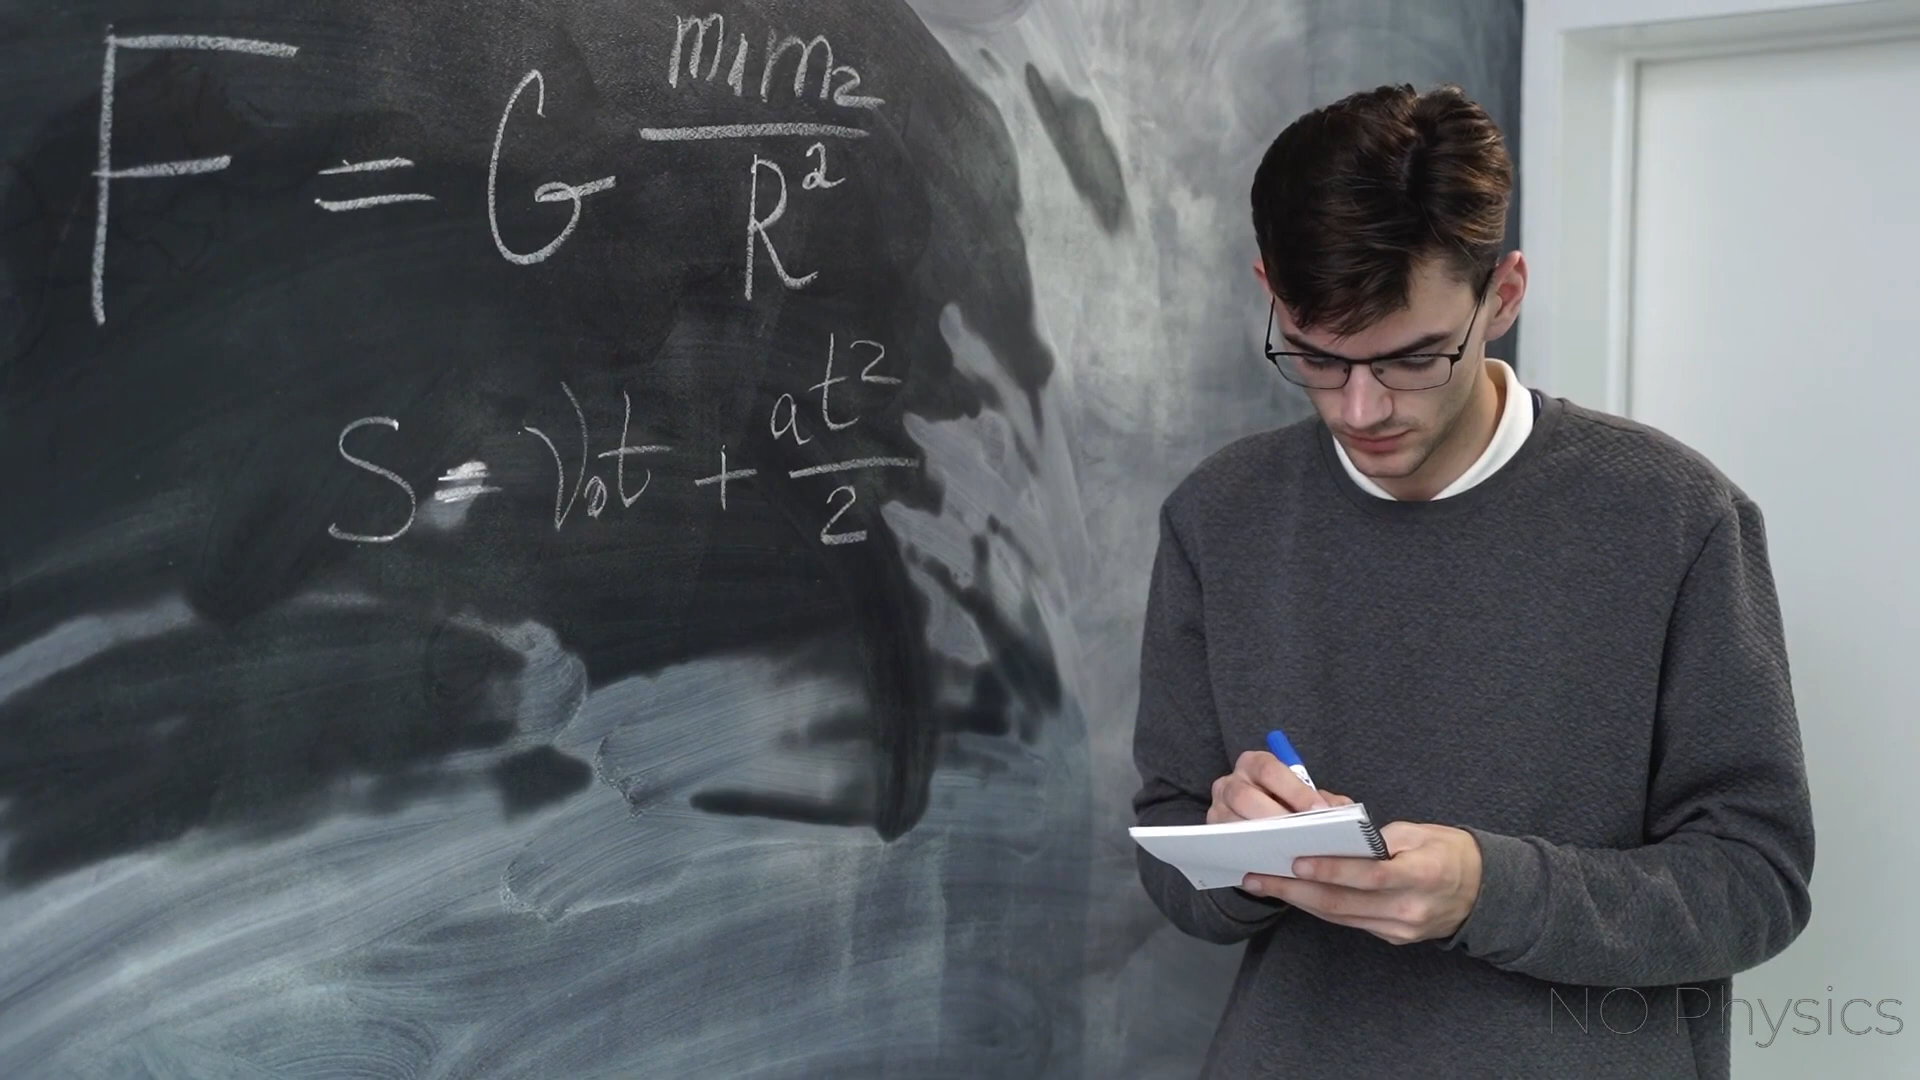 F = G m₁m₂/R²
S = V₀t + at²/2
NO Physics